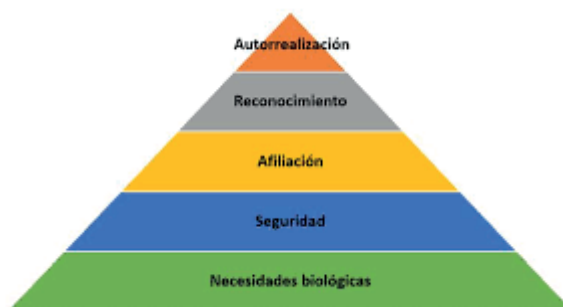 Autorrealización
Reconocimiento
Afiliación
Seguridad
Necesidades biológicas